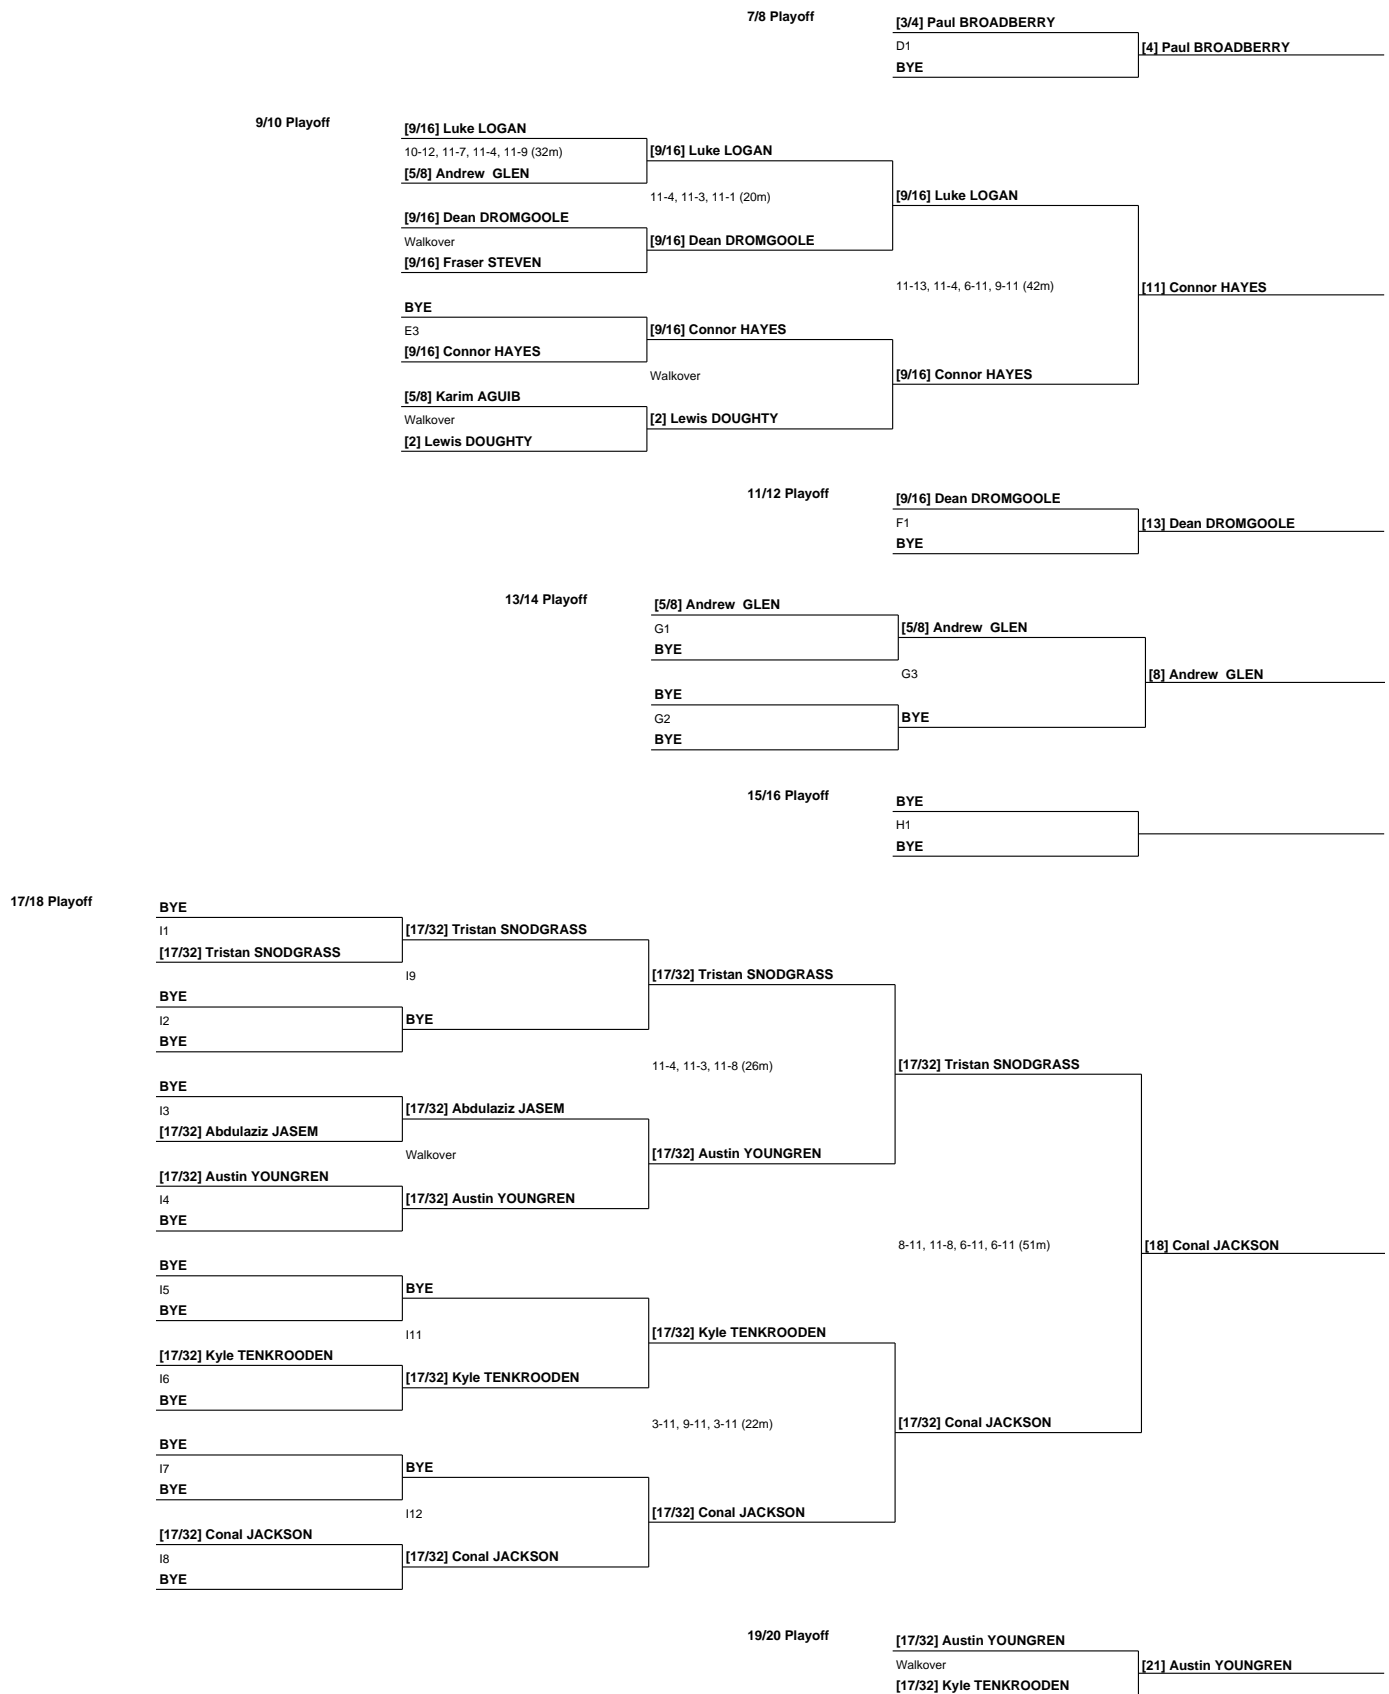 7/8 Playoff
[3/4] Paul BROADBERRY
D1
[4] Paul BROADBERRY
BYE
9/10 Playoff
[9/16] Luke LOGAN
10-12, 11-7, 11-4, 11-9 (32m)
[9/16] Luke LOGAN
[5/8] Andrew  GLEN
11-4, 11-3, 11-1 (20m)
[9/16] Luke LOGAN
[9/16] Dean DROMGOOLE
Walkover
[9/16] Dean DROMGOOLE
[9/16] Fraser STEVEN
11-13, 11-4, 6-11, 9-11 (42m)
[11] Connor HAYES
BYE
E3
[9/16] Connor HAYES
[9/16] Connor HAYES
Walkover
[9/16] Connor HAYES
[5/8] Karim AGUIB
Walkover
[2] Lewis DOUGHTY
[2] Lewis DOUGHTY
11/12 Playoff
[9/16] Dean DROMGOOLE
F1
[13] Dean DROMGOOLE
BYE
13/14 Playoff
[5/8] Andrew  GLEN
G1
[5/8] Andrew  GLEN
BYE
G3
[8] Andrew  GLEN
BYE
G2
BYE
BYE
15/16 Playoff
BYE
H1
BYE
17/18 Playoff
BYE
I1
[17/32] Tristan SNODGRASS
[17/32] Tristan SNODGRASS
I9
[17/32] Tristan SNODGRASS
BYE
I2
BYE
BYE
11-4, 11-3, 11-8 (26m)
[17/32] Tristan SNODGRASS
BYE
I3
[17/32] Abdulaziz JASEM
[17/32] Abdulaziz JASEM
Walkover
[17/32] Austin YOUNGREN
[17/32] Austin YOUNGREN
I4
[17/32] Austin YOUNGREN
BYE
8-11, 11-8, 6-11, 6-11 (51m)
[18] Conal JACKSON
BYE
I5
BYE
BYE
I11
[17/32] Kyle TENKROODEN
[17/32] Kyle TENKROODEN
I6
[17/32] Kyle TENKROODEN
BYE
3-11, 9-11, 3-11 (22m)
[17/32] Conal JACKSON
BYE
I7
BYE
BYE
I12
[17/32] Conal JACKSON
[17/32] Conal JACKSON
I8
[17/32] Conal JACKSON
BYE
19/20 Playoff
[17/32] Austin YOUNGREN
Walkover
[21] Austin YOUNGREN
[17/32] Kyle TENKROODEN